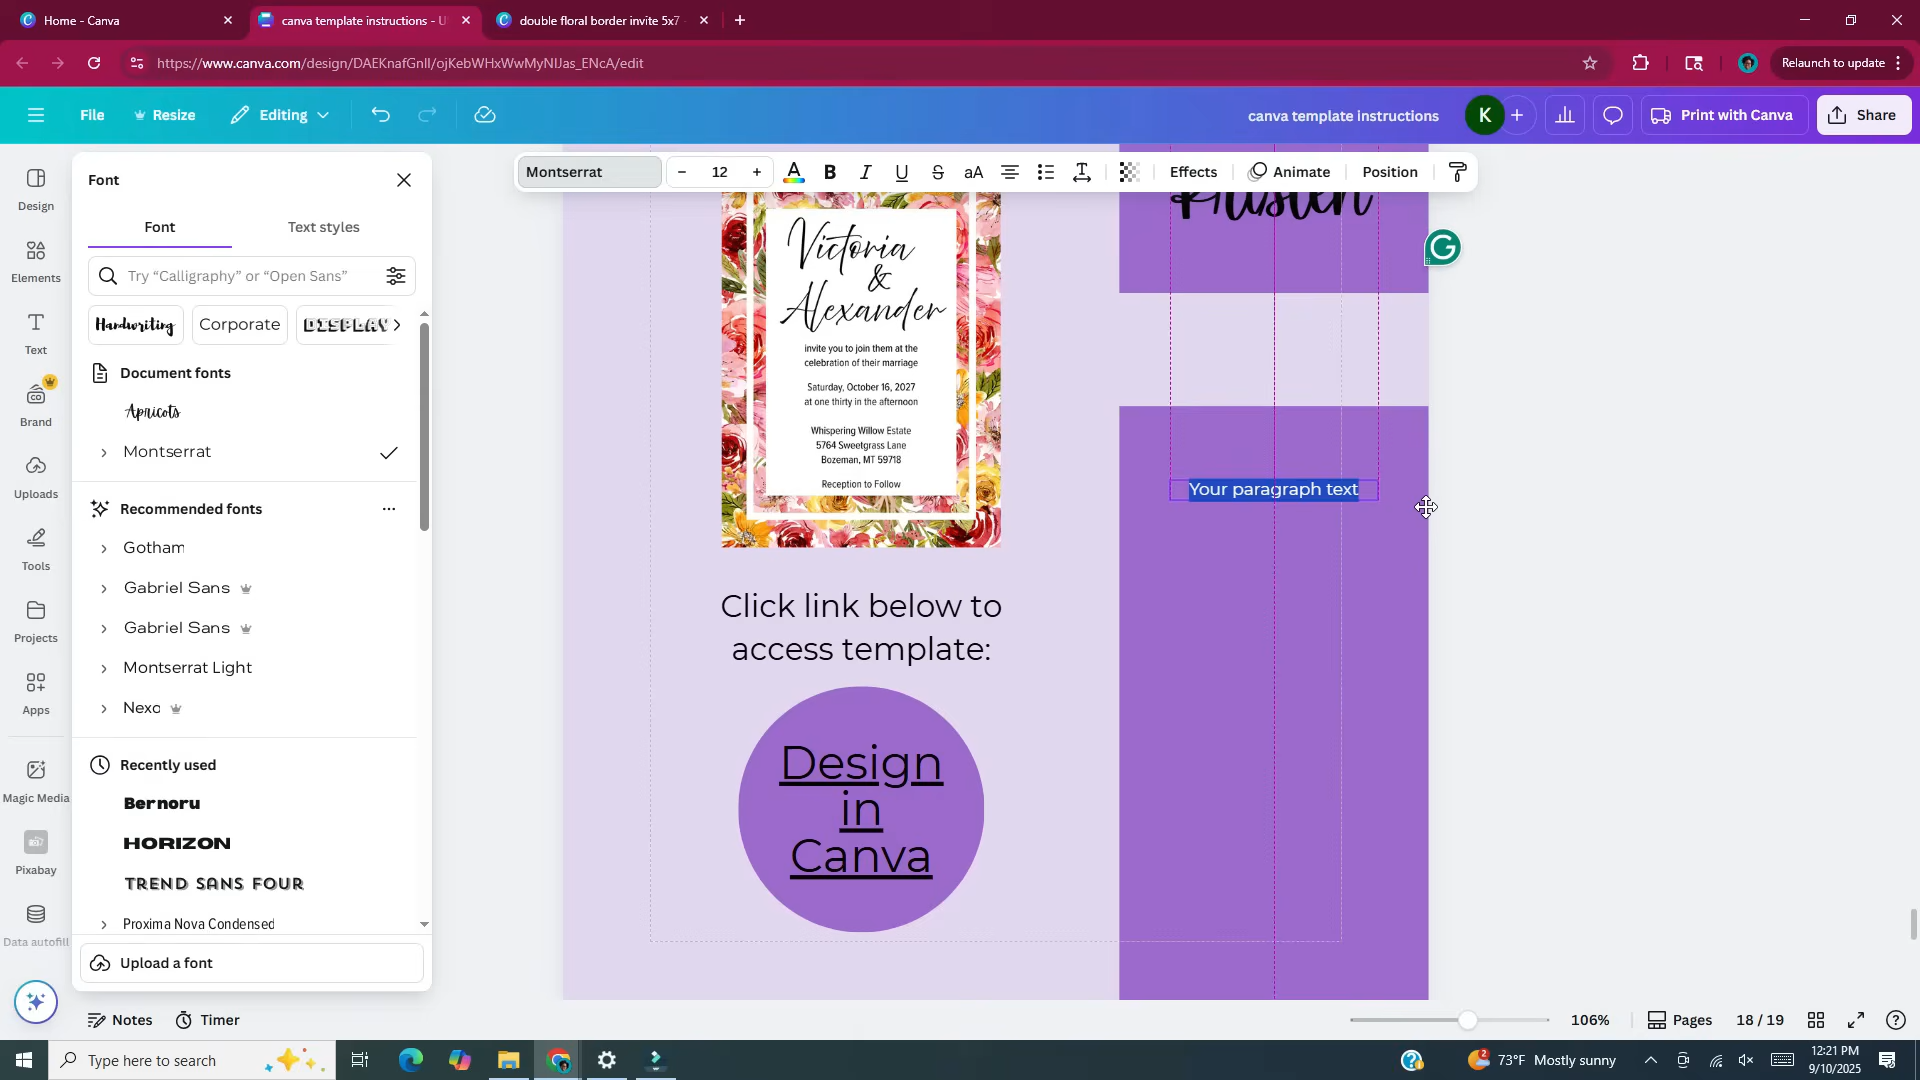 Home - Canva
canva template instructions - U
double floral border invite 5x7
https://www.canva.com/design/DAEKnafGnlI/ojKebWHxWwMyNIJas_ENcA/edit
Relaunch to update
File
Resize
Editing
canva template instructions
K
Print with Canva
Share
Design
Elements
Text
Brand
Uploads
Tools
Projects
Apps
Magic Media
Pixabay
Data autofill
Font
Font
Text styles
Try “Calligraphy” or “Open Sans”
Handwriting
Corporate
DISPLAY
Document fonts
Apricots
Montserrat
Recommended fonts
Gotham
Gabriel Sans
Gabriel Sans
Montserrat Light
Nexa
Recently used
Bernoru
HORIZON
TREND SANS FOUR
Proxima Nova Condensed
Upload a font
Montserrat
12
B
I
U
S
aA
Effects
Animate
Position
Victoria
&
Alexander
invite you to join them at the
celebration of their marriage
Saturday, October 16, 2027
at one thirty in the afternoon
Whispering Willow Estate
5764 Sweetgrass Lane
Bozeman, MT 59718
Reception to Follow
Click link below to
access template:
Design
in
Canva
Your paragraph text
Notes
Timer
106%
Pages
18 / 19
Type here to search
73°F Mostly sunny
12:21 PM
9/10/2025